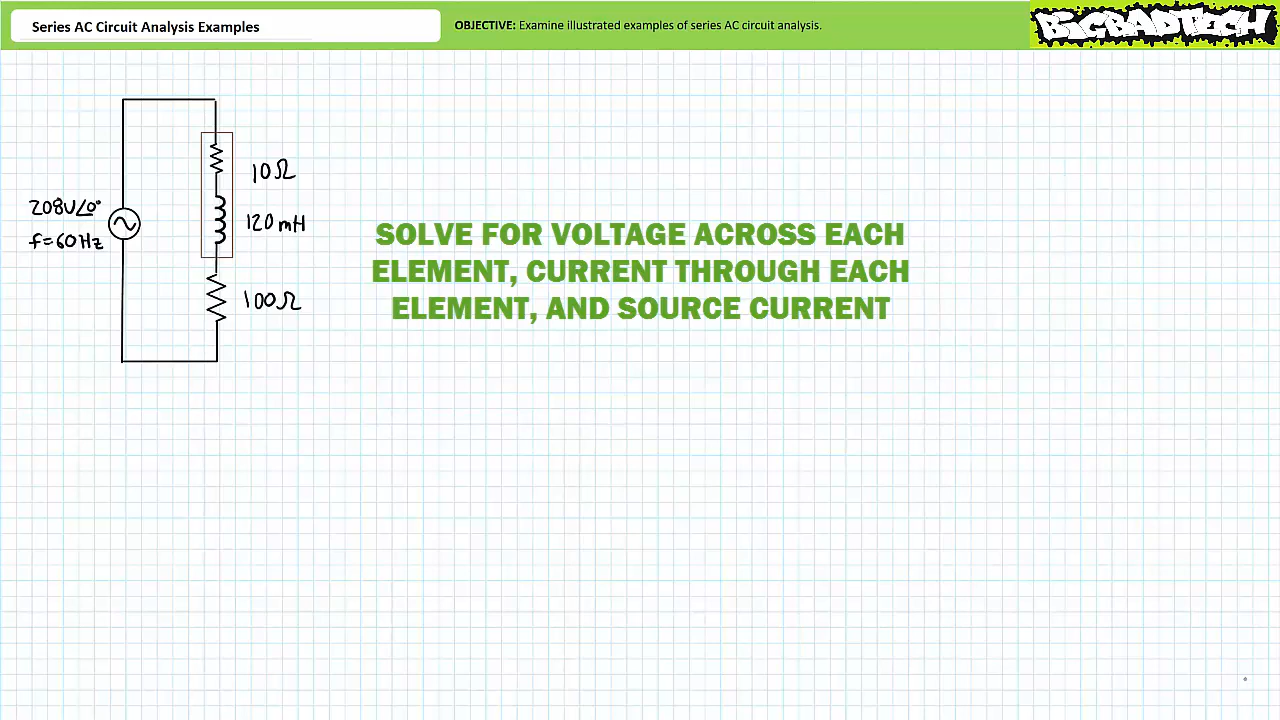 Series AC Circuit Analysis Examples
OBJECTIVE: Examine illustrated examples of series AC circuit analysis.
BIGBADTECH
10Ω
208V∠0°
120mH
f=60Hz
100Ω
SOLVE FOR VOLTAGE ACROSS EACH
ELEMENT, CURRENT THROUGH EACH
ELEMENT, AND SOURCE CURRENT